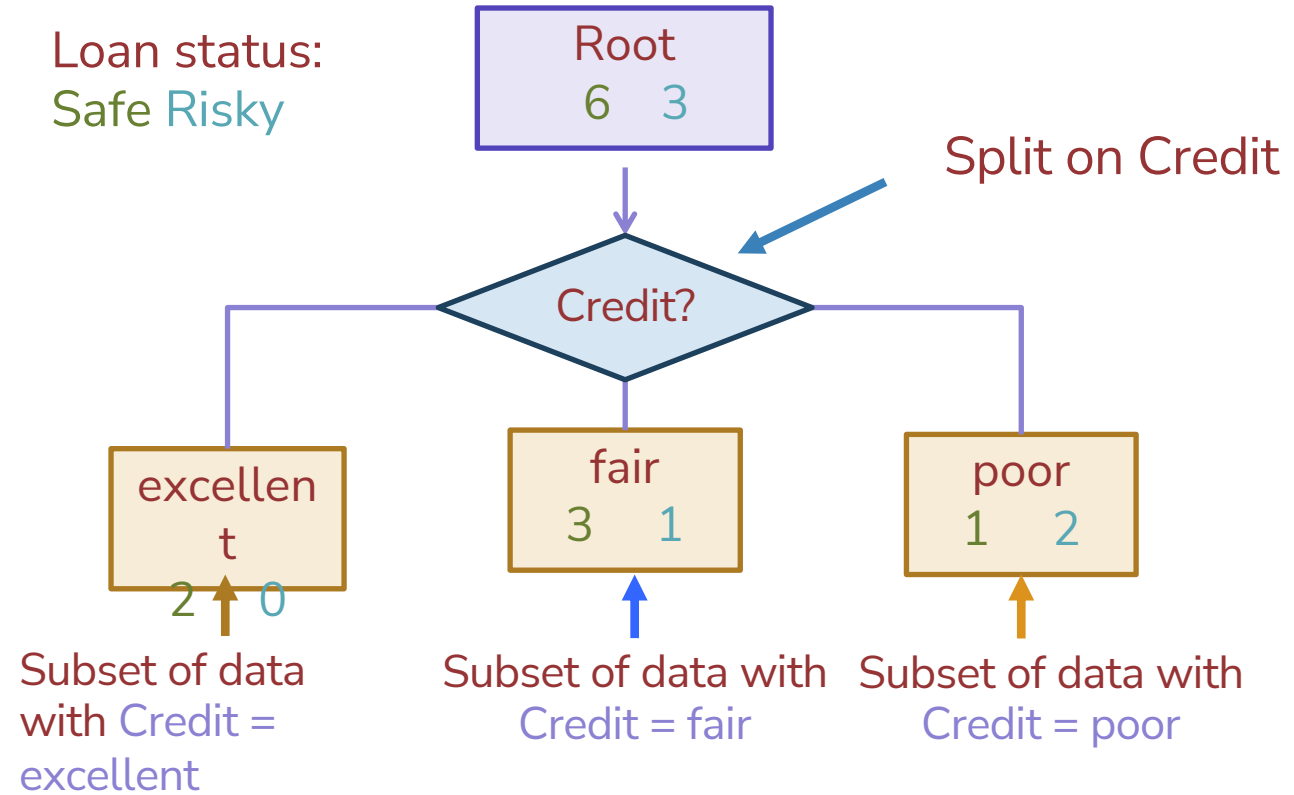 Loan status:
Safe Risky
Root
6 3
Split on Credit
Credit?
excellen
t
2 0
fair
3 1
poor
1 2
Subset of data
with Credit =
excellent
Subset of data with
Credit = fair
Subset of data with
Credit = poor